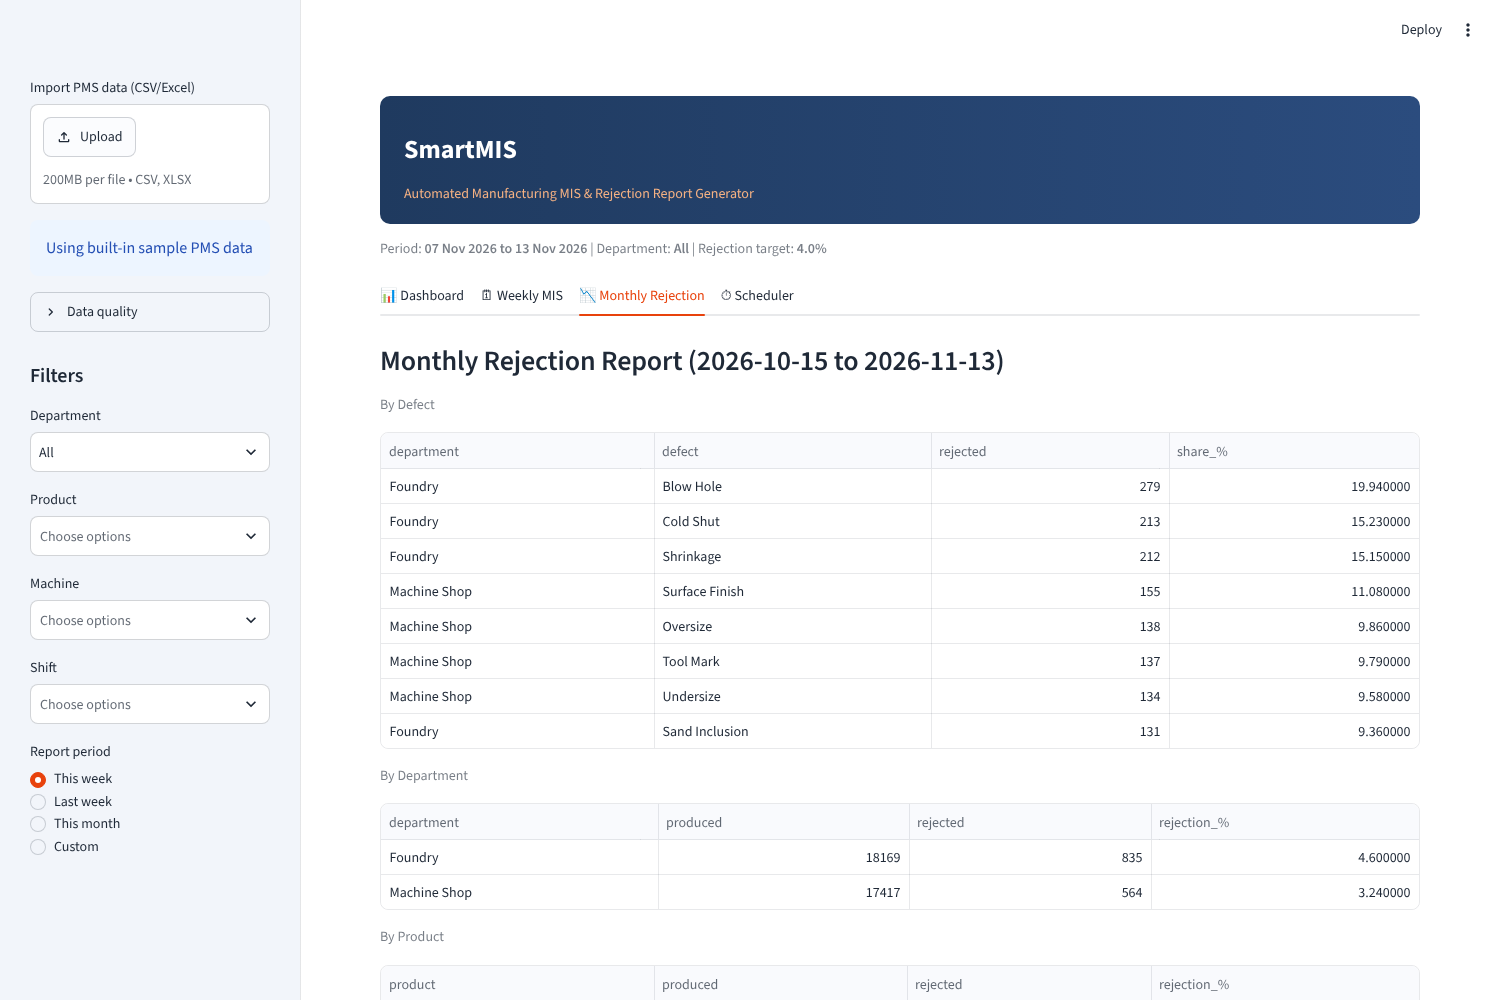 Deploy
Import PMS data (CSV/Excel)
Upload
200MB per file • CSV, XLSX
Using built-in sample PMS data
Data quality
Filters
Department
All
Product
Choose options
Machine
Choose options
Shift
Choose options
Report period
This week
Last week
This month
Custom
SmartMIS
Automated Manufacturing MIS & Rejection Report Generator
Period: 07 Nov 2026 to 13 Nov 2026 | Department: All | Rejection target: 4.0%
Dashboard Weekly MIS Monthly Rejection Scheduler
Monthly Rejection Report (2026-10-15 to 2026-11-13)
By Defect
department defect rejected share_%
Foundry Blow Hole 279 19.940000
Foundry Cold Shut 213 15.230000
Foundry Shrinkage 212 15.150000
Machine Shop Surface Finish 155 11.080000
Machine Shop Oversize 138 9.860000
Machine Shop Tool Mark 137 9.790000
Machine Shop Undersize 134 9.580000
Foundry Sand Inclusion 131 9.360000
By Department
department produced rejected rejection_%
Foundry 18169 835 4.600000
Machine Shop 17417 564 3.240000
By Product
product produced rejected rejection_%